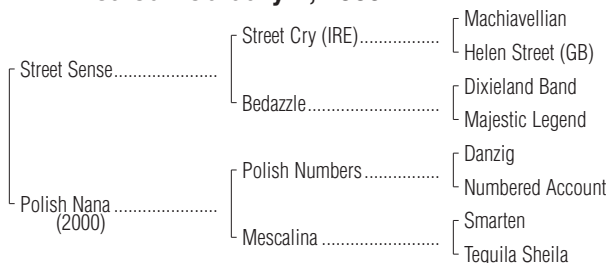 Machiavellian
Street Cry (IRE)
Helen Street (GB)
Street Sense
Dixieland Band
Bedazzle
Majestic Legend
Danzig
Polish Numbers
Numbered Account
Polish Nana
(2000)
Smarten
Mescalina
Tequila Sheila